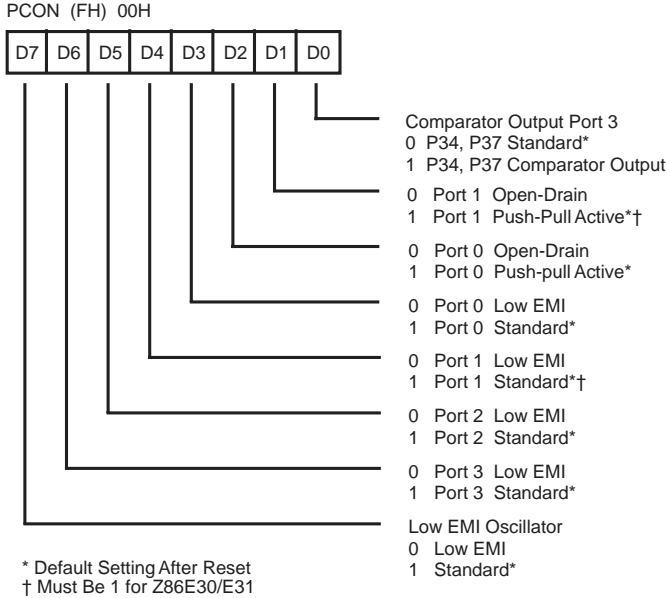 PCON (FH) 00H
D7 D6 D5 D4 D3 D2 D1 D0
Comparator Output Port 3
0 P34, P37 Standard*
1 P34, P37 Comparator Output
0 Port 1 Open-Drain
1 Port 1 Push-Pull Active*†
0 Port 0 Open-Drain
1 Port 0 Push-pull Active*
0 Port 0 Low EMI
1 Port 0 Standard*
0 Port 1 Low EMI
1 Port 1 Standard*†
0 Port 2 Low EMI
1 Port 2 Standard*
0 Port 3 Low EMI
1 Port 3 Standard*
Low EMI Oscillator
0 Low EMI
1 Standard*
* Default Setting After Reset
† Must Be 1 for Z86E30/E31